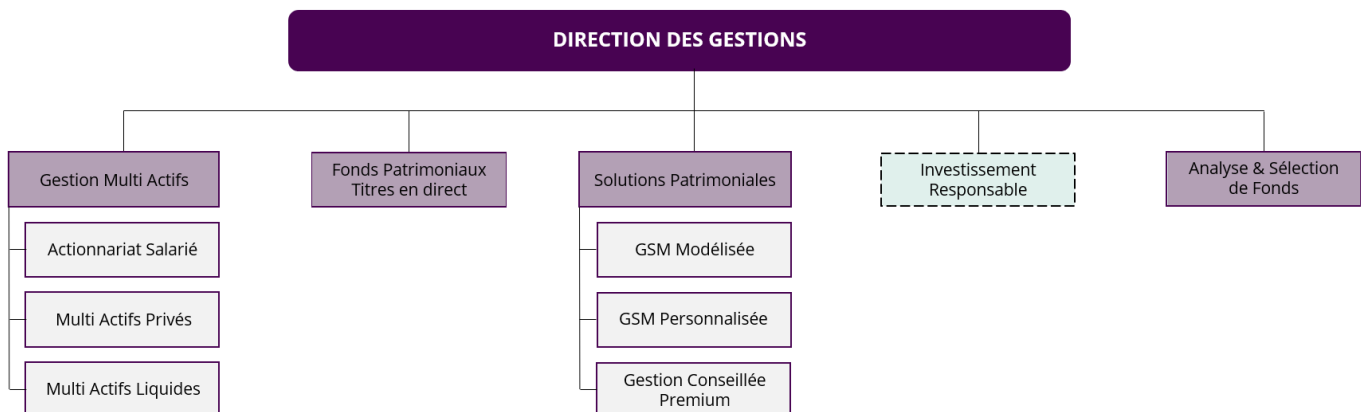 DIRECTION DES GESTIONS
Gestion Multi Actifs
Fonds Patrimoniaux
Titres en direct
Solutions Patrimoniales
Investissement
Responsable
Analyse & Sélection
de Fonds
Actionnariat Salarié
GSM Modélisée
Multi Actifs Privés
GSM Personnalisée
Multi Actifs Liquides
Gestion Conseillée
Premium